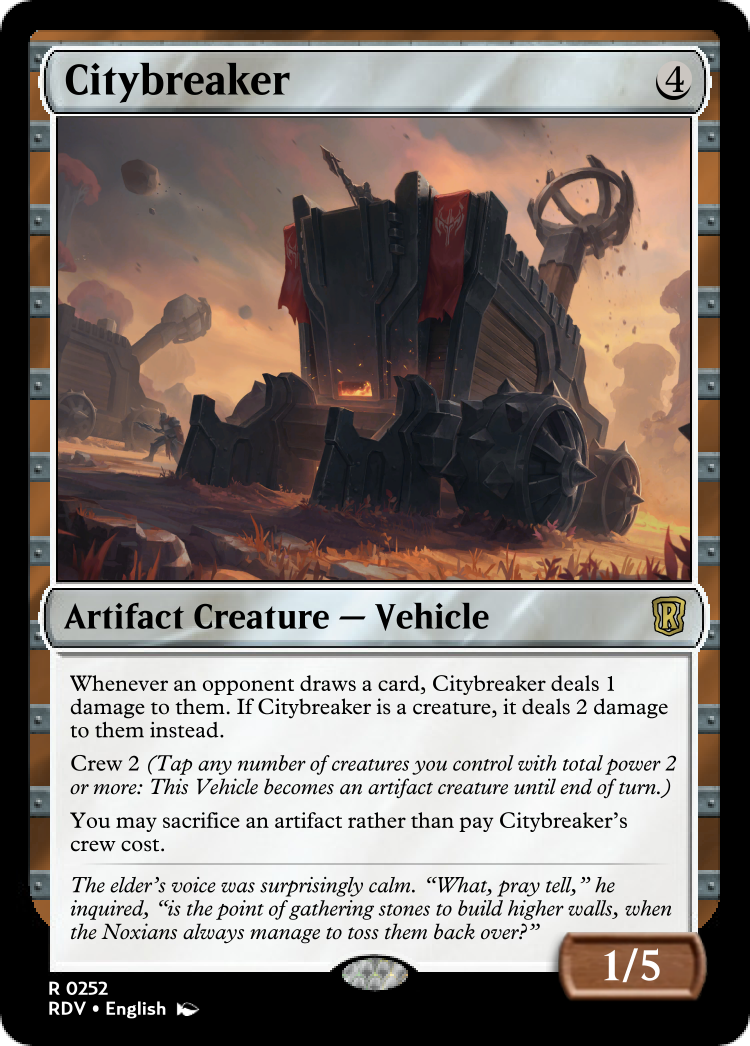 Citybreaker
4
Artifact Creature — Vehicle
R
Whenever an opponent draws a card, Citybreaker deals 1
damage to them. If Citybreaker is a creature, it deals 2 damage
to them instead.
Crew 2 (Tap any number of creatures you control with total power 2
or more: This Vehicle becomes an artifact creature until end of turn.)
You may sacrifice an artifact rather than pay Citybreaker's
crew cost.
The elder's voice was surprisingly calm. “What, pray tell,” he
inquired, “is the point of gathering stones to build higher walls, when
the Noxians always manage to toss them back over?”
1/5
R 0252
RDV • English